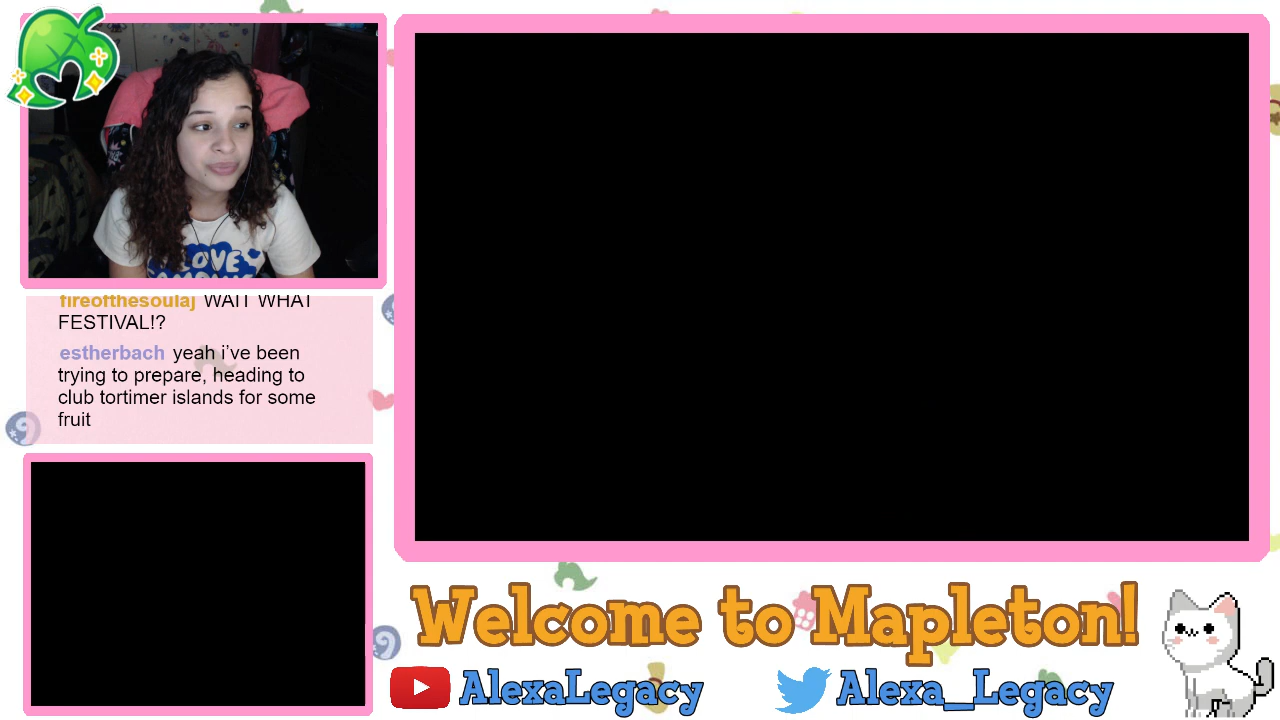 LOVE
fireofthesoulaj WAIT WHAT
FESTIVAL!?
estherbach yeah i've been
trying to prepare, heading to
club tortimer islands for some
fruit
Welcome to Mapleton!
AlexaLegacy
Alexa_Legacy